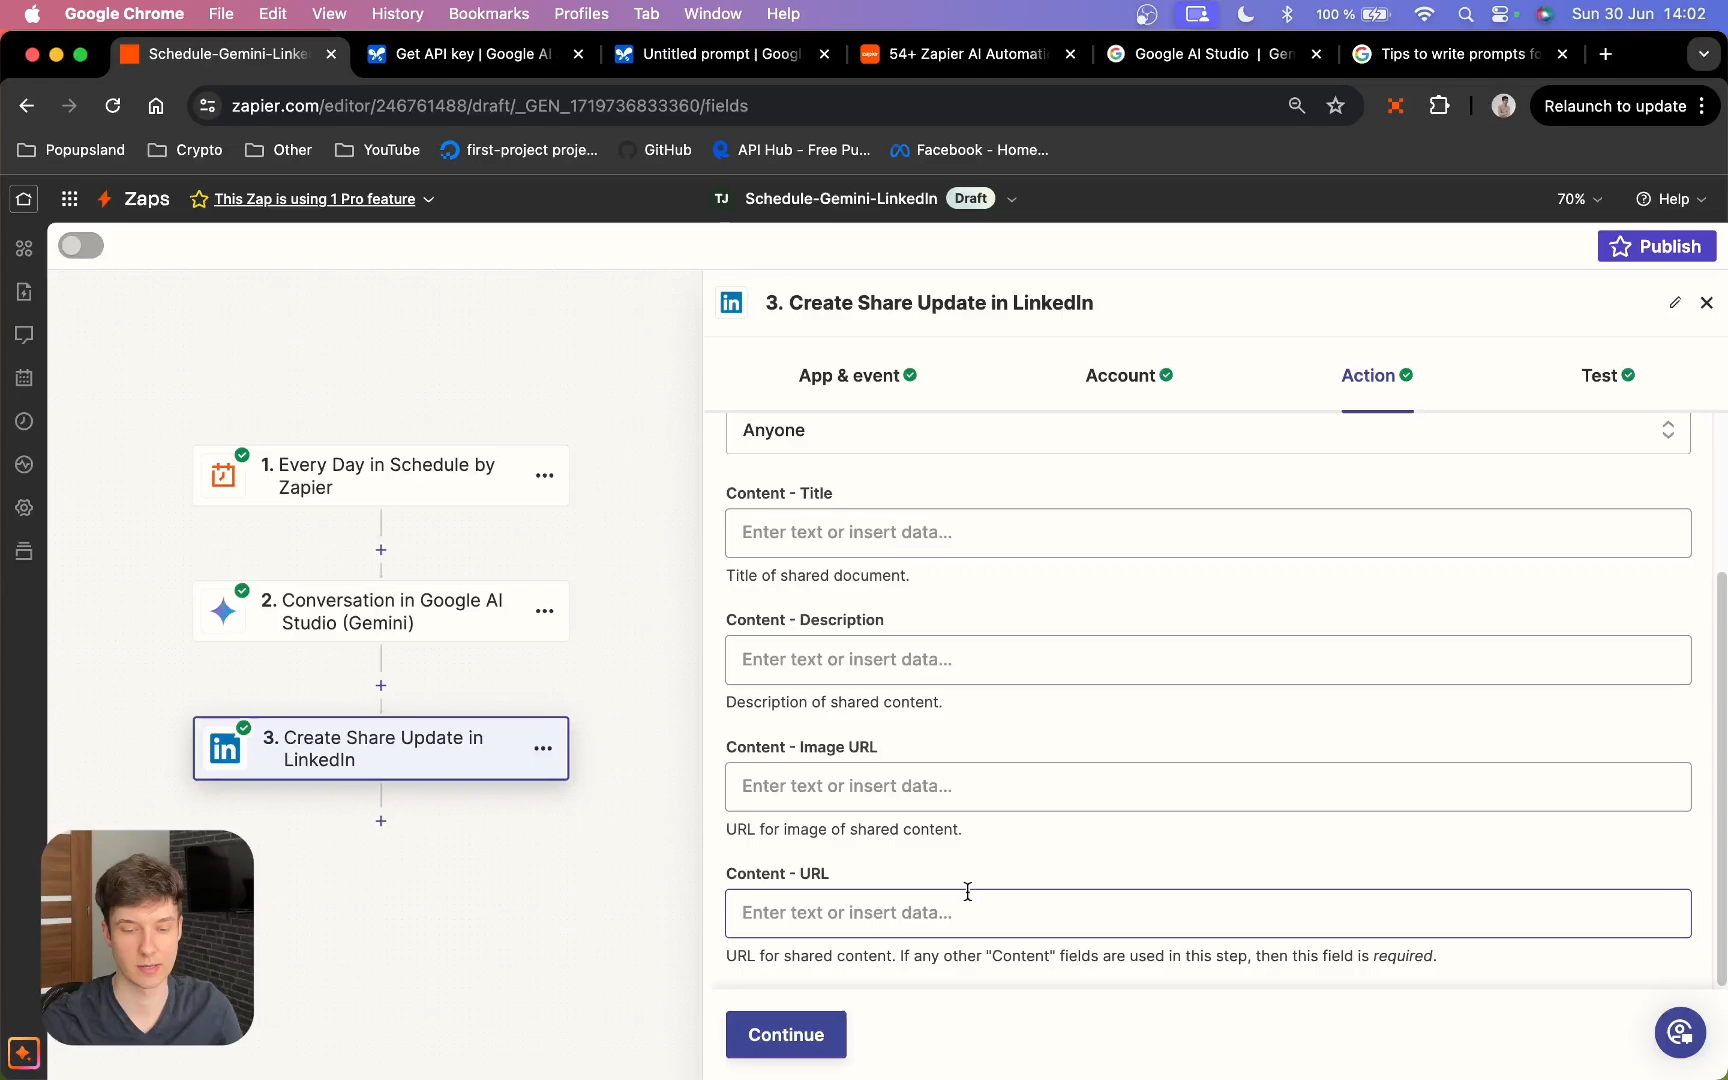 Google Chrome File Edit View History Bookmarks Profiles Tab Window Help 100 % Sun 30 Jun 14:02
Schedule-Gemini-Linke Get API key | Google AI Untitled prompt | Goog 54+ Zapier AI Automati Google AI Studio | Gen Tips to write prompts fo
zapier.com/editor/246761488/draft/_GEN_1719736833360/fields Relaunch to update
Popupsland Crypto Other YouTube first-project proje... GitHub API Hub - Free Pu... Facebook - Home...
Zaps This Zap is using 1 Pro feature TJ Schedule-Gemini-LinkedIn Draft 70% Help
Publish
3. Create Share Update in LinkedIn
App & event Account Action Test
Anyone
Content - Title
Enter text or insert data...
Title of shared document.
Content - Description
Enter text or insert data...
Description of shared content.
Content - Image URL
Enter text or insert data...
URL for image of shared content.
Content - URL
Enter text or insert data...
URL for shared content. If any other "Content" fields are used in this step, then this field is required.
Continue
1. Every Day in Schedule by
Zapier
2. Conversation in Google AI
Studio (Gemini)
3. Create Share Update in
LinkedIn